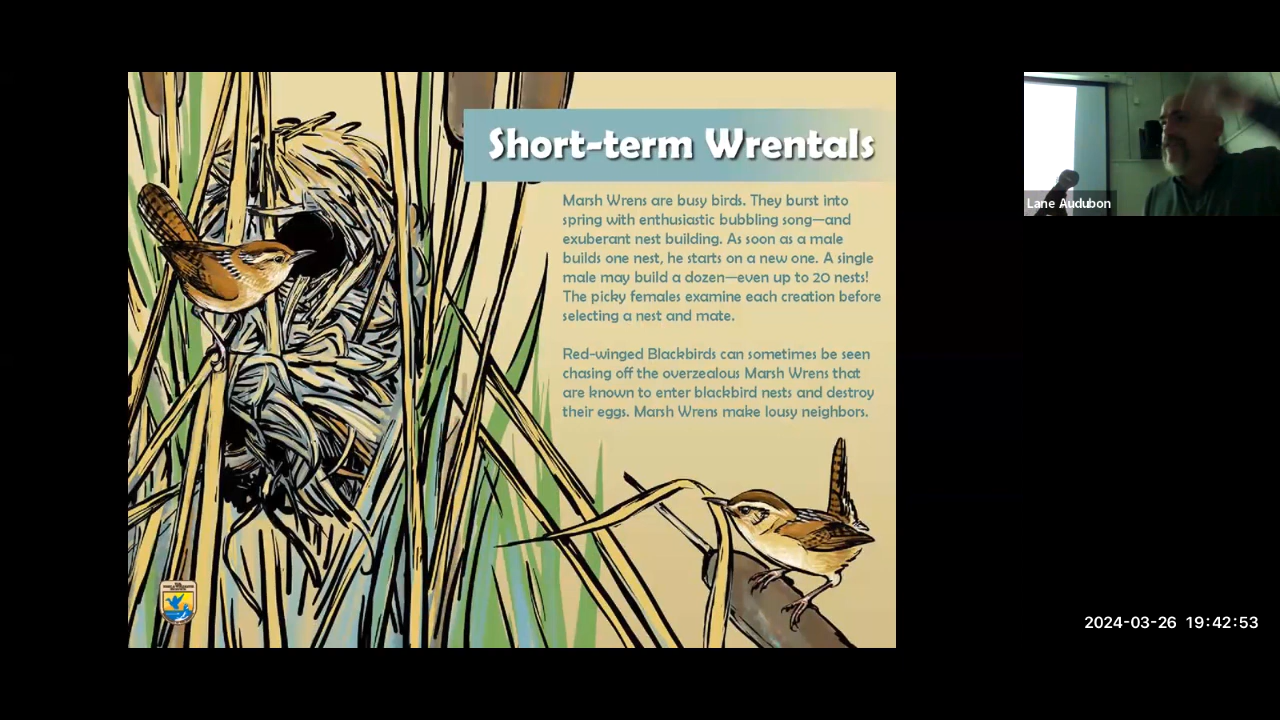 Short-term Wrentals
Marsh Wrens are busy birds. They burst into
spring with enthusiastic bubbling song—and
exuberant nest building. As soon as a male
builds one nest, he starts on a new one. A single
male may build a dozen—even up to 20 nests!
The picky females examine each creation before
selecting a nest and mate.
Red-winged Blackbirds can sometimes be seen
chasing off the overzealous Marsh Wrens that
are known to enter blackbird nests and destroy
their eggs. Marsh Wrens make lousy neighbors.
Lane Audubon
2024-03-26 19:42:53